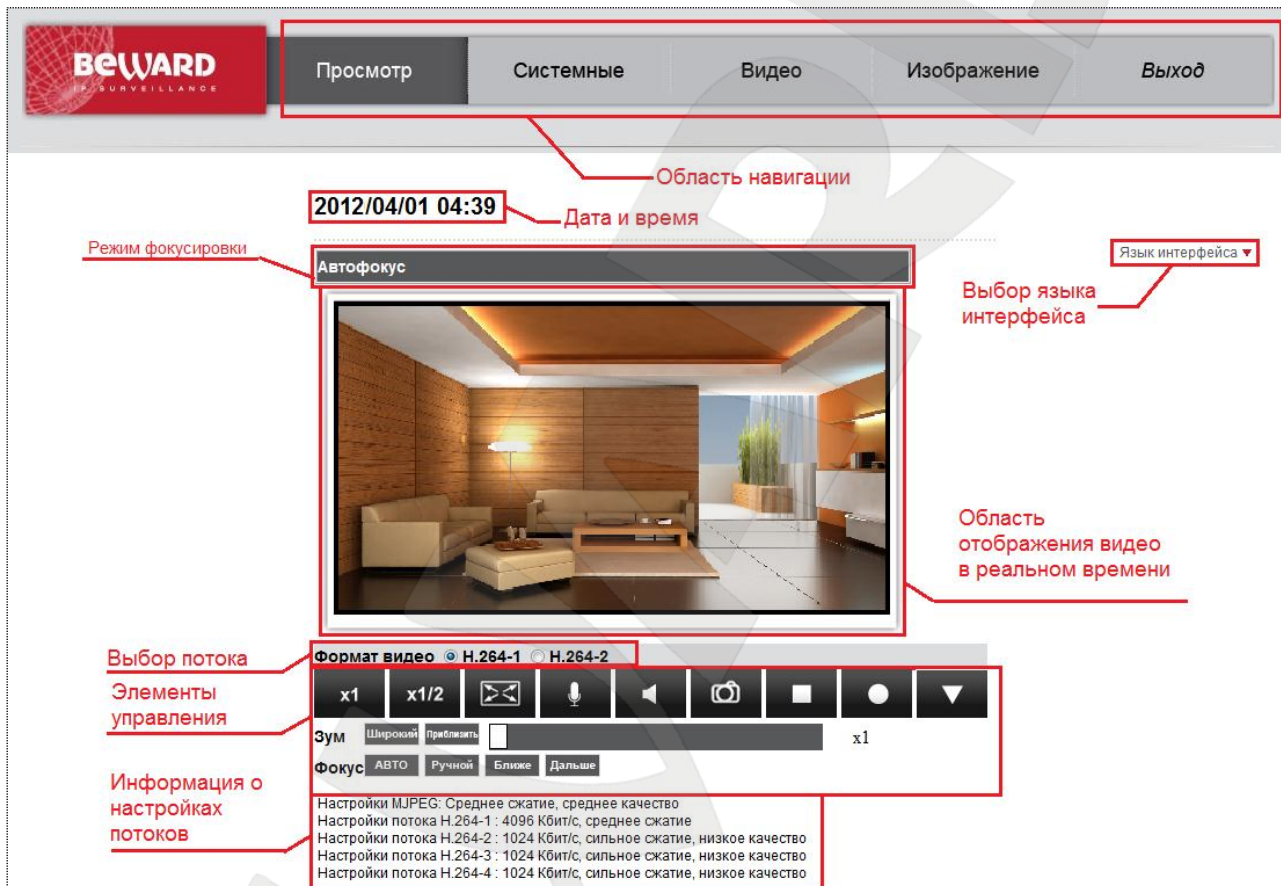 BEWARD
IP SURVEILLANCE
Просмотр
Системные
Видео
Изображение
Выход
Область навигации
2012/04/01 04:39
Дата и время
Режим фокусировки
Автофокус
Язык интерфейса
Выбор языка
интерфейса
Область
отображения видео
в реальном времени
Выбор потока
Формат видео H.264-1 H.264-2
Элементы
управления
x1
x1/2
Зум
Широкий
Приблизить
x1
Фокус
АВТО
Ручной
Ближе
Дальше
Информация о
настройках
потоков
Настройки MJPEG: Среднее сжатие, среднее качество
Настройки потока H.264-1 : 4096 Кбит/с, среднее сжатие
Настройки потока H.264-2 : 1024 Кбит/с, сильное сжатие, низкое качество
Настройки потока H.264-3 : 1024 Кбит/с, сильное сжатие, низкое качество
Настройки потока H.264-4 : 1024 Кбит/с, сильное сжатие, низкое качество